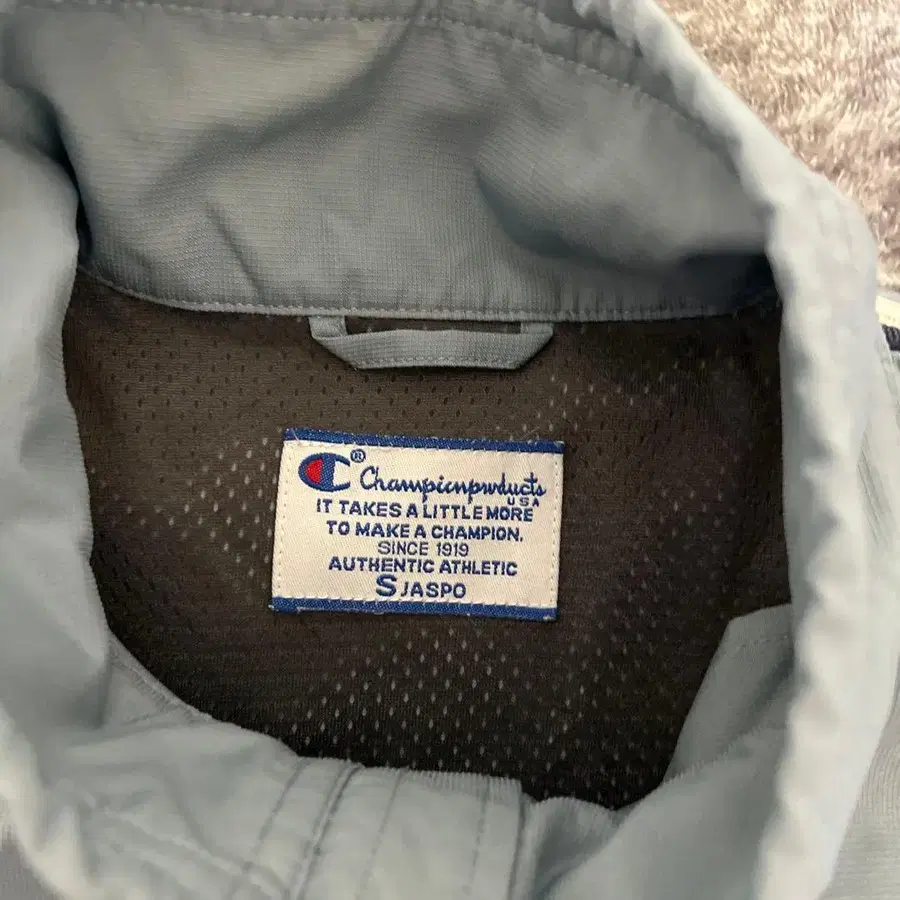 ® Championproducts
USA
IT TAKES A LITTLE MORE
TO MAKE A CHAMPION.
SINCE 1919
AUTHENTIC ATHLETIC
S JASPO